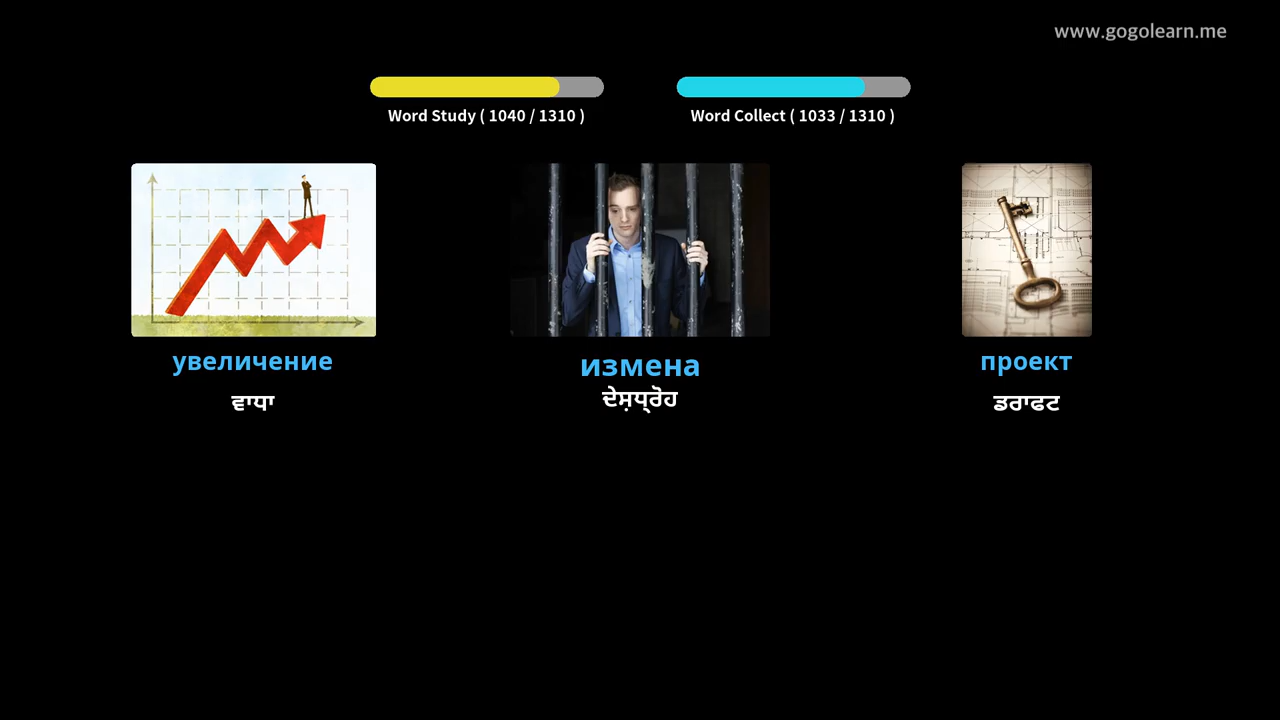 www.gogolearn.me
Word Study ( 1040 / 1310 )
Word Collect ( 1033 / 1310 )
увеличение
измена
проект
ਵਾਧਾ
ਦੇਸ਼ਧ੍ਰੋਹ
ਡਰਾਫਟ